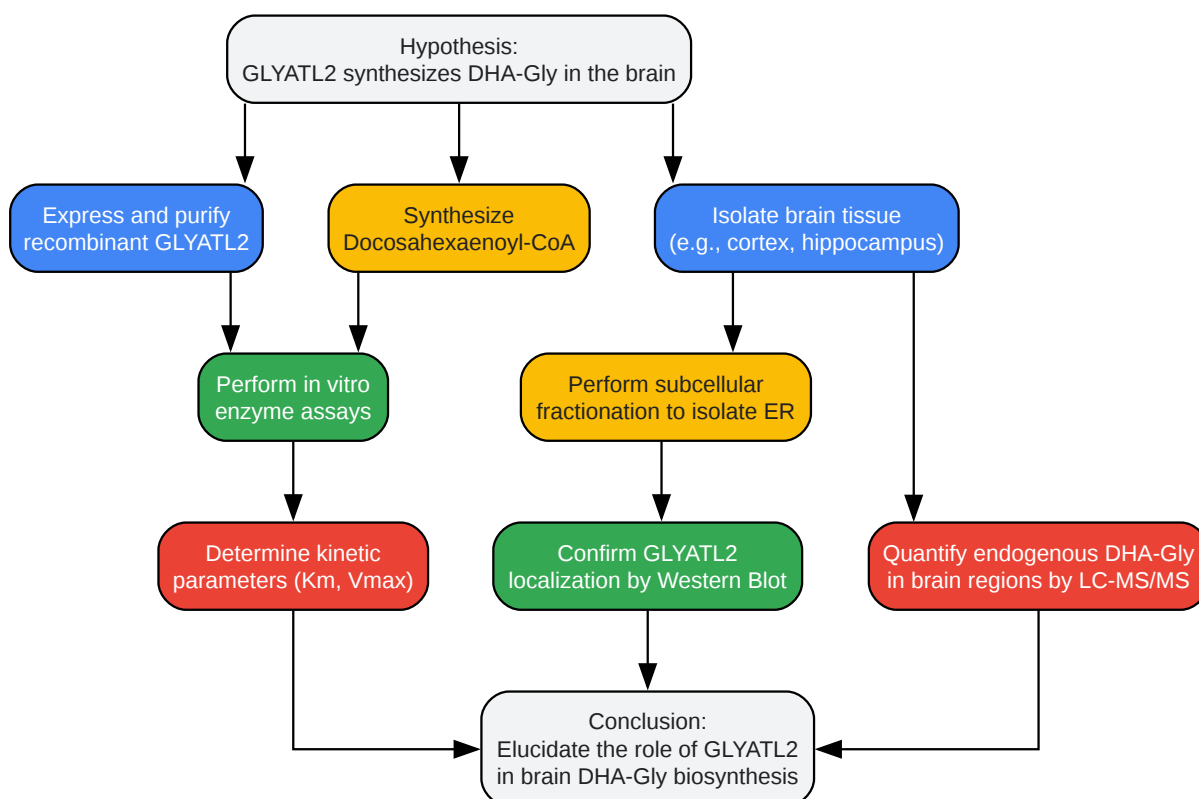 Hypothesis:
GLYATL2 synthesizes DHA-Gly in the brain
Express and purify
recombinant GLYATL2
Synthesize
Docosahexaenoyl-CoA
Isolate brain tissue
(e.g., cortex, hippocampus)
Perform in vitro
enzyme assays
Perform subcellular
fractionation to isolate ER
Determine kinetic
parameters (Km, Vmax)
Confirm GLYATL2
localization by Western Blot
Quantify endogenous DHA-Gly
in brain regions by LC-MS/MS
Conclusion:
Elucidate the role of GLYATL2
in brain DHA-Gly biosynthesis